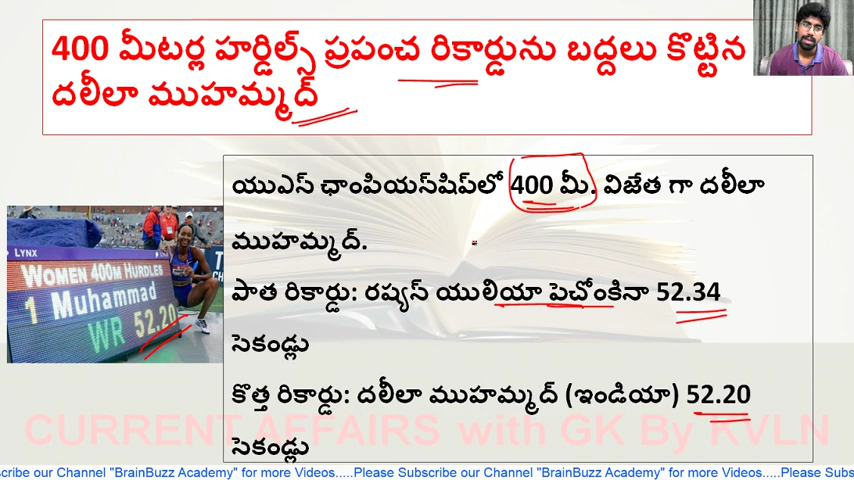 400 మీటర్ల హర్డిల్స్ ప్రపంచ రికార్డును బద్దలు కొట్టిన
దలీలా ముహమ్మద్
యుఎస్ ఛాంపియన్‌షిప్‌లో 400 మీ. విజేత గా దలీలా
ముహమ్మద్.
పాత రికార్డు: రష్యన్ యులియా పెచోంకినా 52.34
సెకండ్లు
కొత్త రికార్డు: దలీలా ముహమ్మద్ (ఇండియా) 52.20
సెకండ్లు
LYNX
WOMEN 400M HURDLES
1 Muhammad
WR 52.20
CURRENT AFFAIRS with GK By KVLN
scribe our Channel "BrainBuzz Academy" for more Videos.....Please Subscribe our Channel "BrainBuzz Academy" for more Videos.....Please Subs